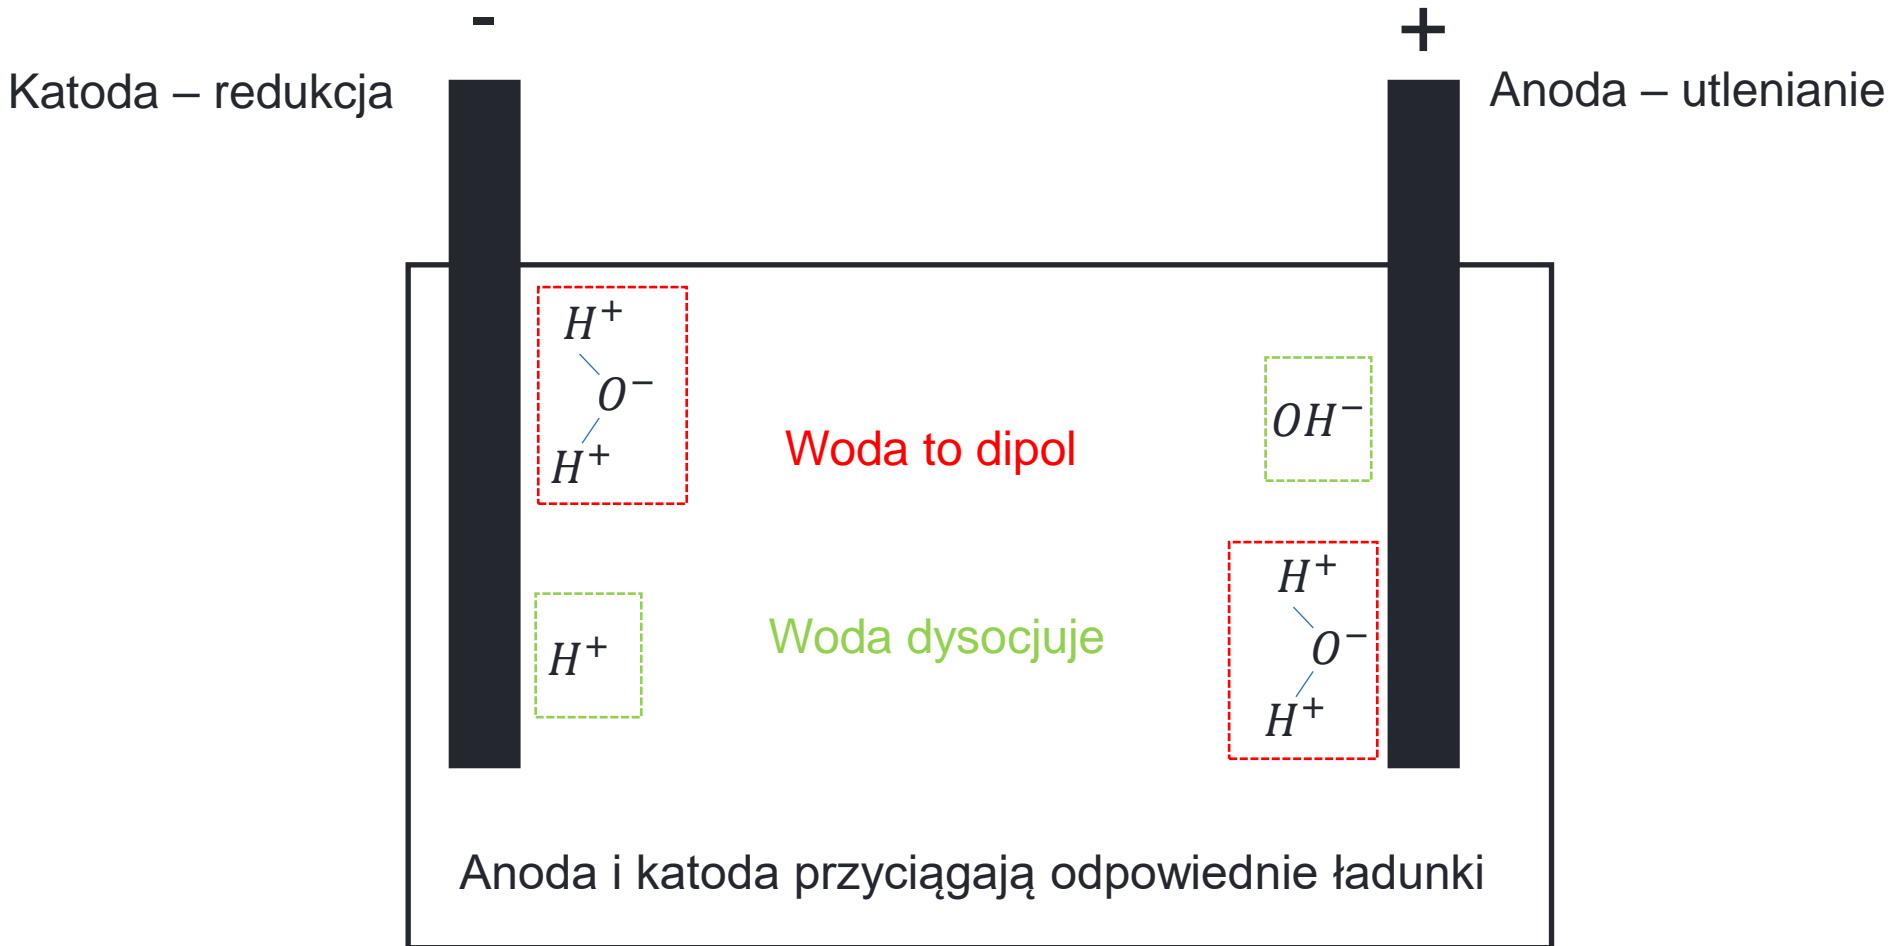 -
+
Katoda – redukcja
Anoda – utlenianie
H⁺
O⁻
H⁺
OH⁻
Woda to dipol
H⁺
O⁻
H⁺
Woda dysocjuje
H⁺
Anoda i katoda przyciągają odpowiednie ładunki